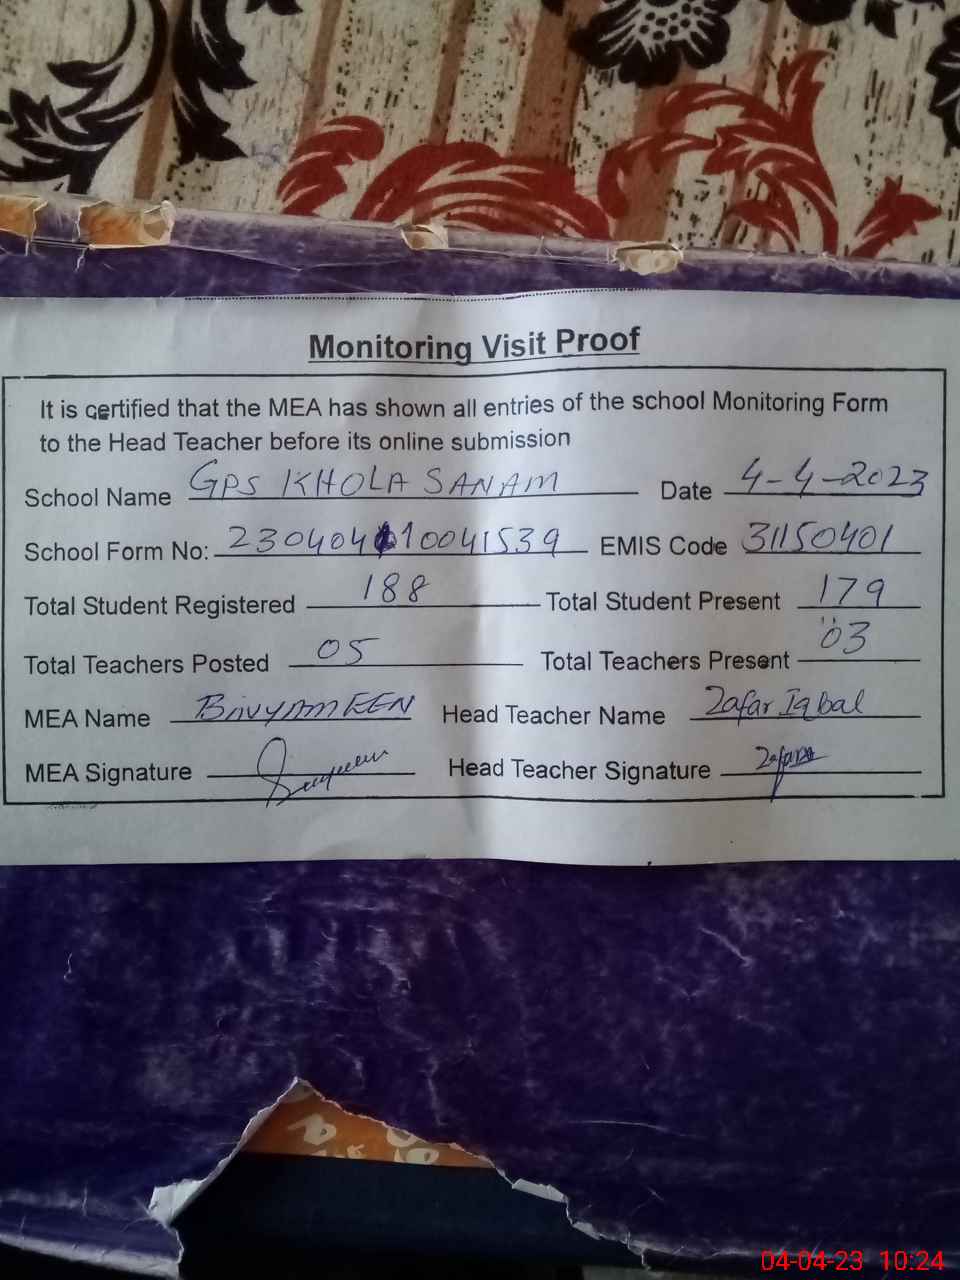 Monitoring Visit Proof
It is certified that the MEA has shown all entries of the school Monitoring Form
to the Head Teacher before its online submission
School Name GPS KHOLA SANAM Date 4-4-2023
School Form No: 230404110041539 EMIS Code 31150401
Total Student Registered 188 Total Student Present 179
Total Teachers Posted 05 Total Teachers Present 03
MEA Name BINYAMEEN Head Teacher Name Zafar Iqbal
MEA Signature Head Teacher Signature
04-04-23 10:24